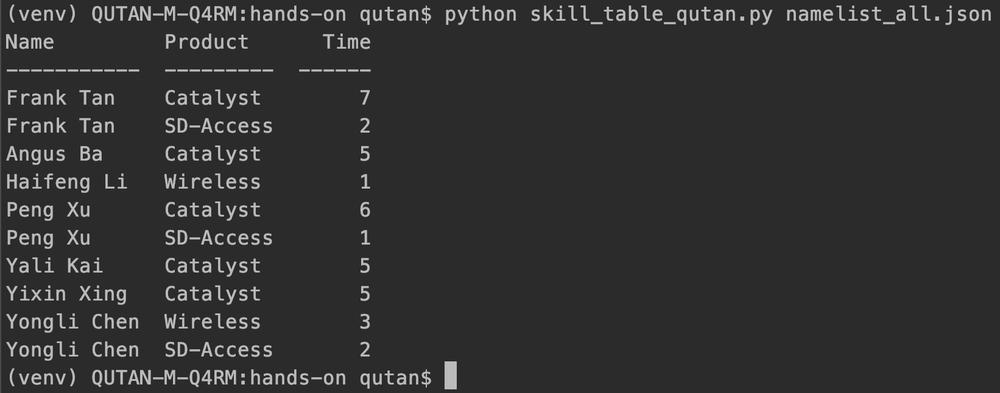 (venv) QUTAN-M-Q4RM:hands-on qutan$ python skill_table_qutan.py namelist_all.json
Name         Product      Time
-----------  ---------  ------
Frank Tan    Catalyst        7
Frank Tan    SD-Access       2
Angus Ba     Catalyst        5
Haifeng Li   Wireless        1
Peng Xu      Catalyst        6
Peng Xu      SD-Access       1
Yali Kai     Catalyst        5
Yixin Xing   Catalyst        5
Yongli Chen  Wireless        3
Yongli Chen  SD-Access       2
(venv) QUTAN-M-Q4RM:hands-on qutan$